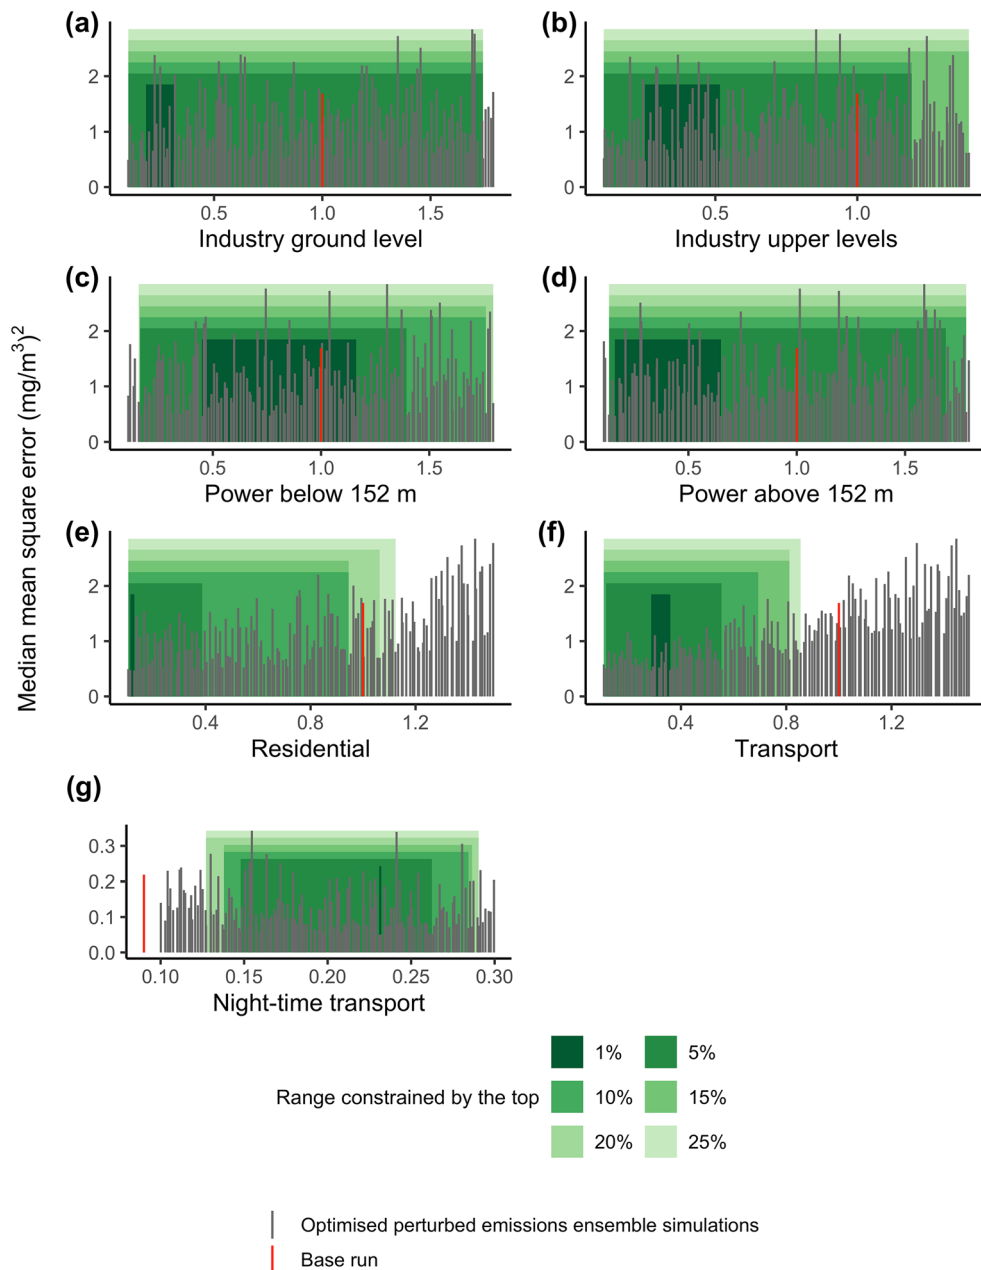 (a)
(b)
2
1
0
0.5 1.0 1.5
Industry ground level
2
1
0
0.5 1.0
Industry upper levels
(c)
(d)
2
1
0
0.5 1.0 1.5
Power below 152 m
2
1
0
0.5 1.0 1.5
Power above 152 m
Median mean square error (mg/m³)²
(e)
(f)
2
1
0
0.4 0.8 1.2
Residential
2
1
0
0.4 0.8 1.2
Transport
(g)
0.3
0.2
0.1
0.0
0.10 0.15 0.20 0.25 0.30
Night-time transport
Range constrained by the top
1% 5%
10% 15%
20% 25%
Optimised perturbed emissions ensemble simulations
Base run